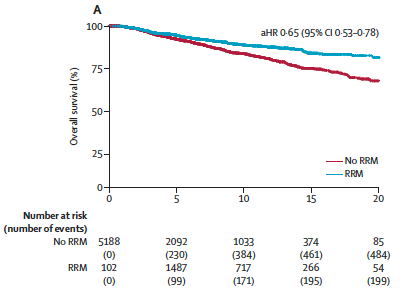 A
aHR 0·65 (95% CI 0·53–0·78)
100
75
50
25
0
Overall survival (%)
No RRM
RRM
0 5 10 15 20
Number at risk
(number of events)
No RRM 5188 2092 1033 374 85
(0) (230) (384) (461) (484)
RRM 102 1487 717 266 54
(0) (99) (171) (195) (199)